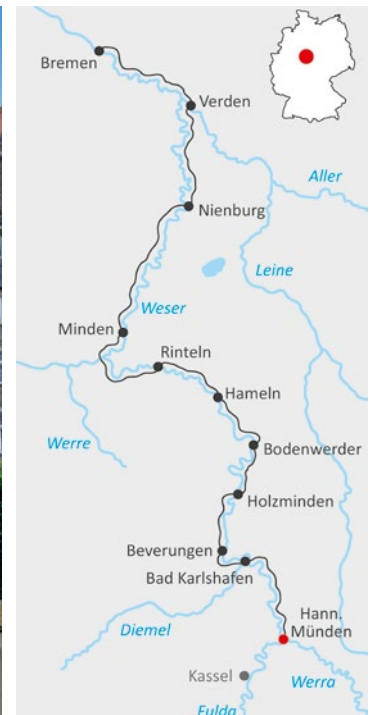 Bremen
Verden
Aller
Nienburg
Leine
Weser
Minden
Rinteln
Hameln
Werre
Bodenwerder
Holzminden
Beverungen
Bad Karlshafen
Hann.
Münden
Diemel
Kassel
Werra
Fulda